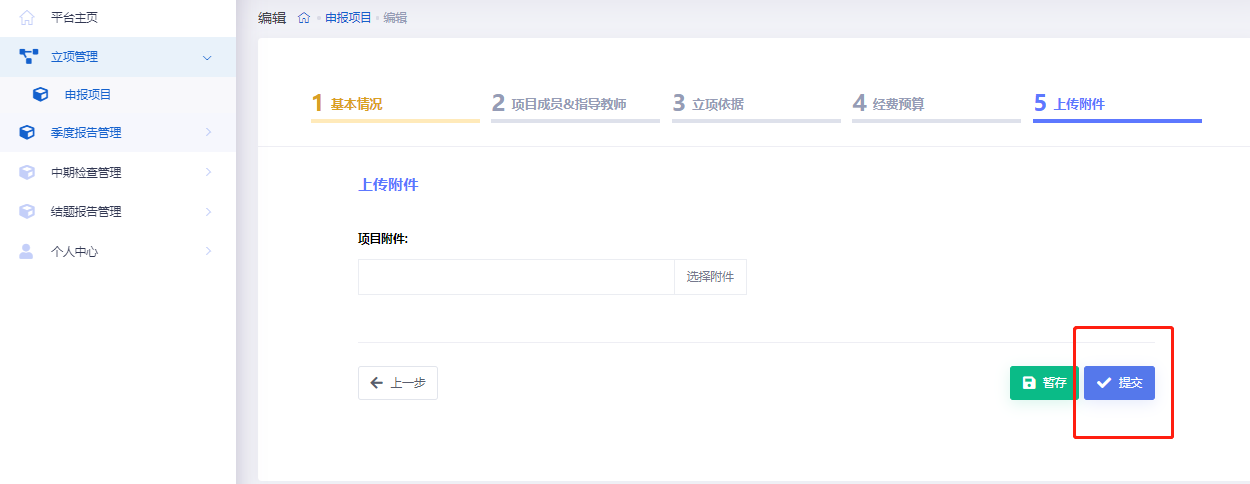 平台主页
立项管理
申报项目
季度报告管理
中期检查管理
结题报告管理
个人中心
编辑 申报项目 编辑
1 基本情况 2 项目成员&指导教师 3 立项依据 4 经费预算 5 上传附件
上传附件
项目附件:
选择附件
上一步 暂存 提交